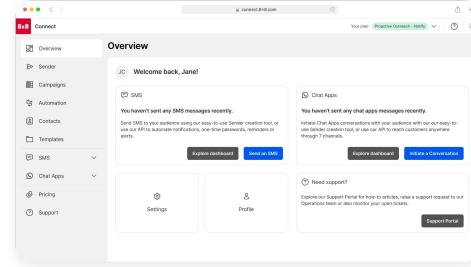 connect.8×8.com
8×8 Connect
Your plan: Proactive Outreach - Notify
Overview
Sender
Campaigns
Automation
Contacts
Templates
SMS
Chat Apps
Pricing
Support
Overview
JC Welcome back, Jane!
SMS
You haven't sent any SMS messages recently.
Send SMS to your audience using our easy-to-use Sender creation tool, or
use our API to automate notifications, one-time passwords, reminders or
alerts.
Explore dashboard Send an SMS
Chat Apps
You haven't sent any chat apps messages recently.
Initiate Chat Apps conversations with your audience with our our easy-to-
use Sender creation tool, or use our API to reach customers anywhere
through 7 channels.
Explore dashboard Initiate a Conversation
Settings
Profile
Need support?
Explore our Support Portal for how-to articles, raise a support request to our
Operations team or also monitor your open tickets.
Support Portal